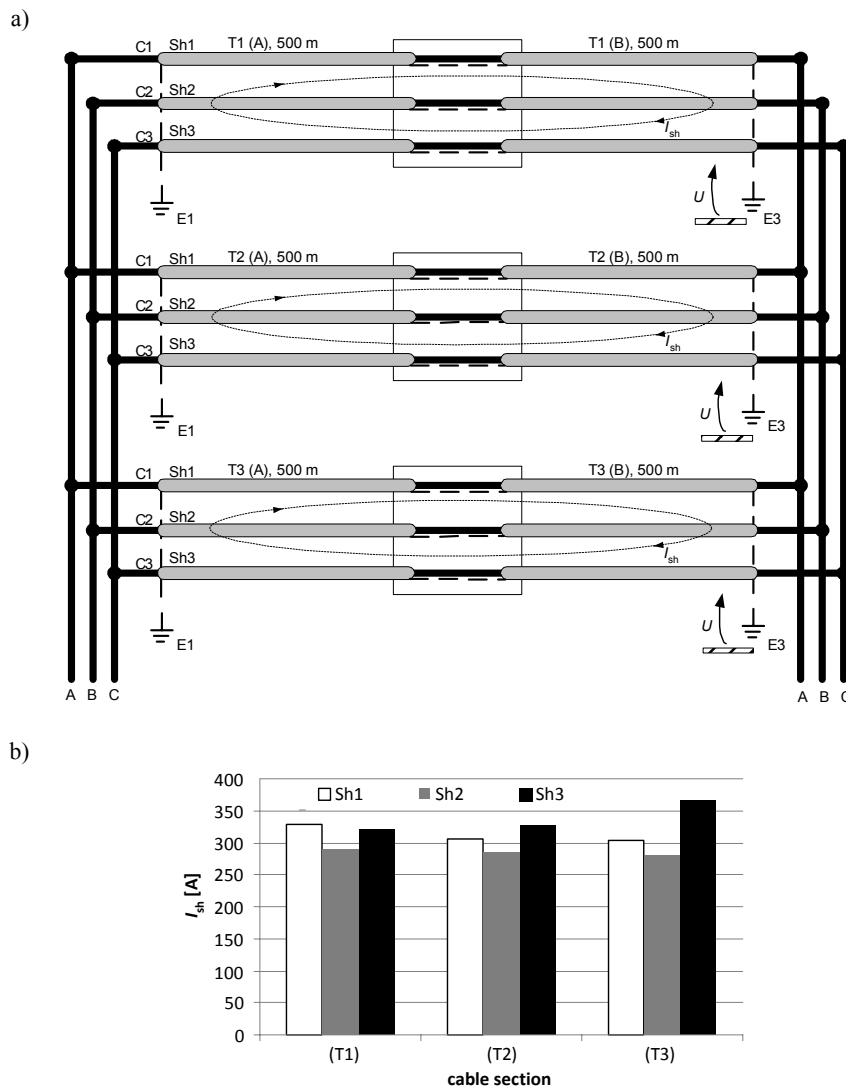 a)
C1 Sh1 T1 (A), 500 m T1 (B), 500 m
C2 Sh2
I_sh
C3 Sh3
U
E1 E3
C1 Sh1 T2 (A), 500 m T2 (B), 500 m
C2 Sh2
I_sh
C3 Sh3
U
E1 E3
C1 Sh1 T3 (A), 500 m T3 (B), 500 m
C2 Sh2
I_sh
C3 Sh3
U
E1 E3
A B C A B C
b)
Sh1 Sh2 Sh3
I_sh [A]
400
350
300
250
200
150
100
50
0
(T1) (T2) (T3)
cable section